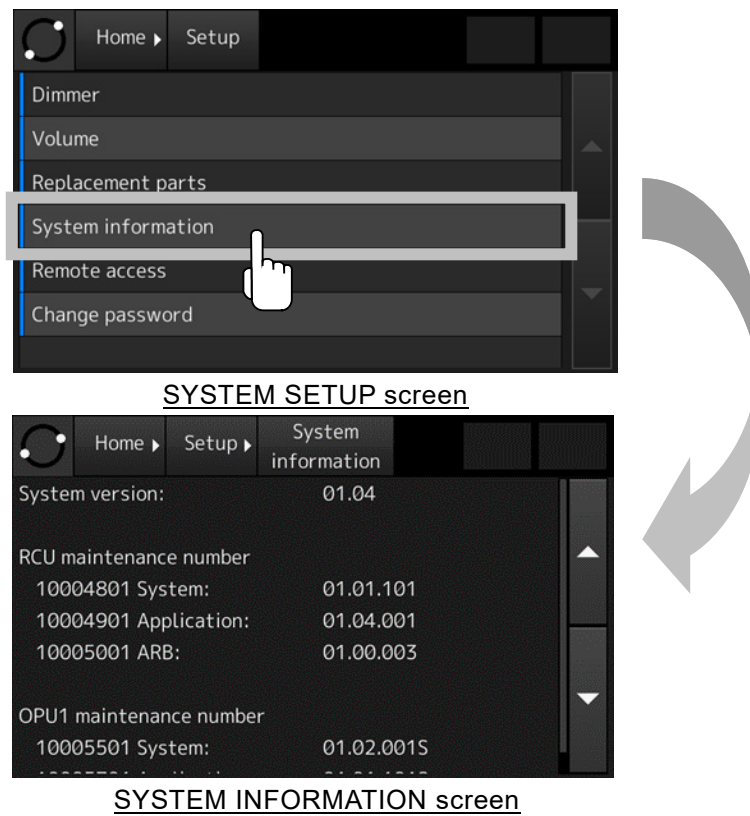 Home Setup
Dimmer
Volume
Replacement parts
System information
Remote access
Change password
SYSTEM SETUP screen
Home Setup System information
System version: 01.04
RCU maintenance number
10004801 System: 01.01.101
10004901 Application: 01.04.001
10005001 ARB: 01.00.003
OPU1 maintenance number
10005501 System: 01.02.001S
SYSTEM INFORMATION screen